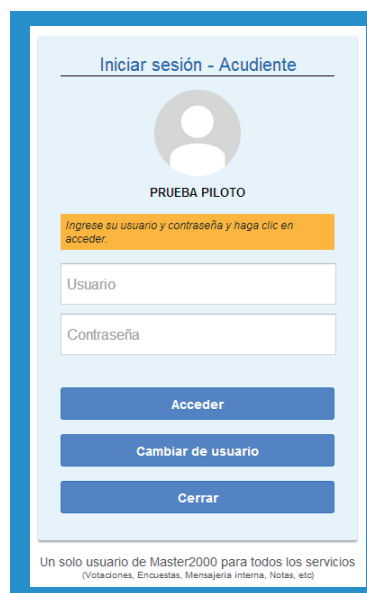 Iniciar sesión - Acudiente
PRUEBA PILOTO
Ingrese su usuario y contraseña y haga clic en
acceder.
Usuario
Contraseña
Acceder
Cambiar de usuario
Cerrar
Un solo usuario de Master2000 para todos los servicios
(Votaciones, Encuestas, Mensajeria interna, Notas, etc)